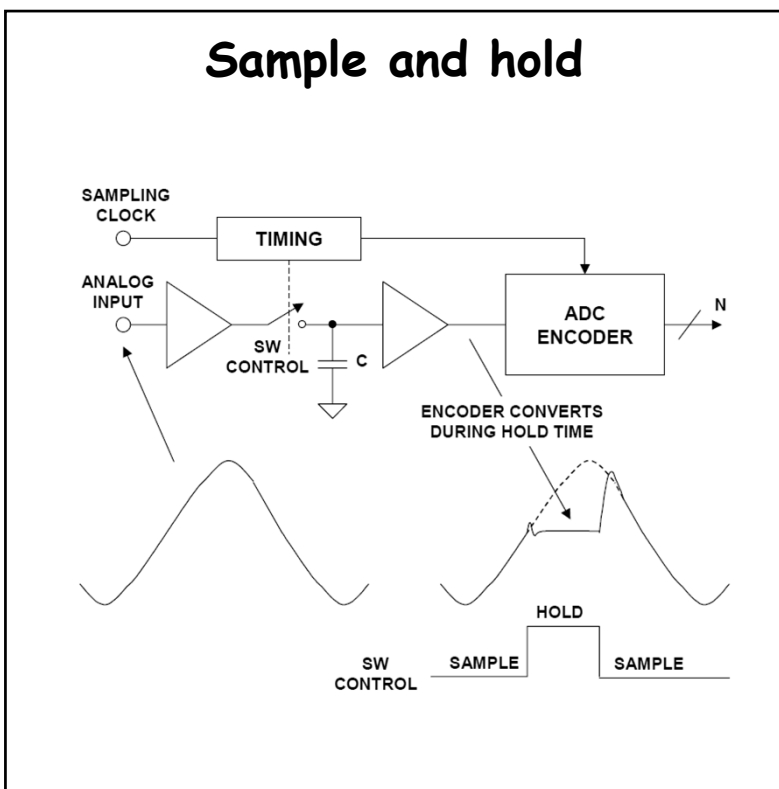 Sample and hold
SAMPLING
CLOCK
TIMING
ANALOG
INPUT
SW
CONTROL
C
ADC
ENCODER
N
ENCODER CONVERTS
DURING HOLD TIME
HOLD
SW
CONTROL
SAMPLE
SAMPLE